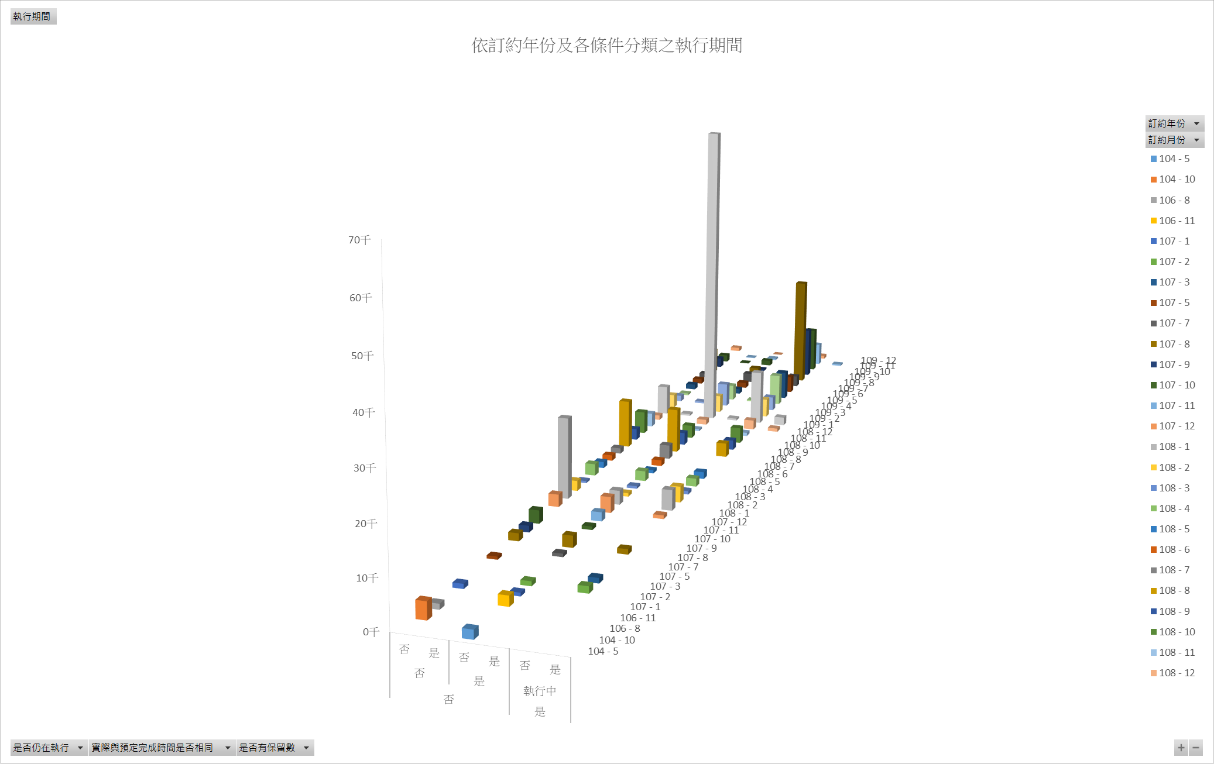 執行期間
依訂約年份及各條件分類之執行期間
訂約年份
訂約月份
104 - 5
104 - 10
106 - 8
106 - 11
107 - 1
107 - 2
107 - 3
107 - 5
107 - 7
107 - 8
107 - 9
107 - 10
107 - 11
107 - 12
108 - 1
108 - 2
108 - 3
108 - 4
108 - 5
108 - 6
108 - 7
108 - 8
108 - 9
108 - 10
108 - 11
108 - 12
70千
60千
50千
40千
30千
20千
10千
0千
109 - 12
109 - 11
109 - 10
109 - 9
109 - 8
109 - 7
109 - 6
109 - 5
109 - 4
109 - 3
109 - 2
109 - 1
108 - 12
108 - 11
108 - 10
108 - 9
108 - 8
108 - 7
108 - 6
108 - 5
108 - 4
108 - 3
108 - 2
108 - 1
107 - 12
107 - 11
107 - 10
107 - 9
107 - 8
107 - 7
107 - 5
107 - 3
107 - 2
107 - 1
106 - 11
106 - 8
104 - 10
104 - 5
否 是 否 是 否 是
否 是 執行中
否 是
是否仍在執行 實際與預定完成時間是否相同 是否有保留數